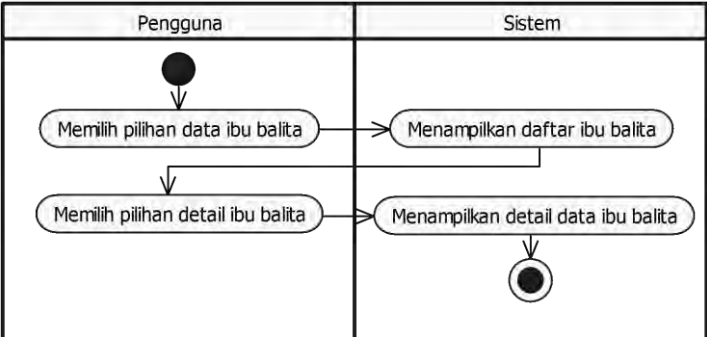 Pengguna
Sistem
Memilih pilihan data ibu balita
Menampilkan daftar ibu balita
Memilih pilihan detail ibu balita
Menampilkan detail data ibu balita